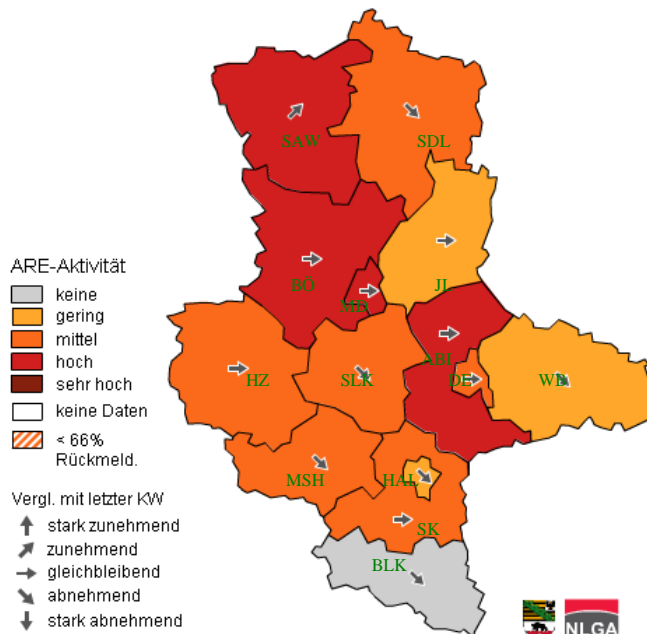 SAW
SDL
BÖ
JL
MD
ABI
DE
WB
HZ
SLK
MSH
HAL
SK
BLK
ARE-Aktivität
keine
gering
mittel
hoch
sehr hoch
keine Daten
< 66%
Rückmeld.
Vergl. mit letzter KW
stark zunehmend
zunehmend
gleichbleibend
abnehmend
stark abnehmend
NLGA